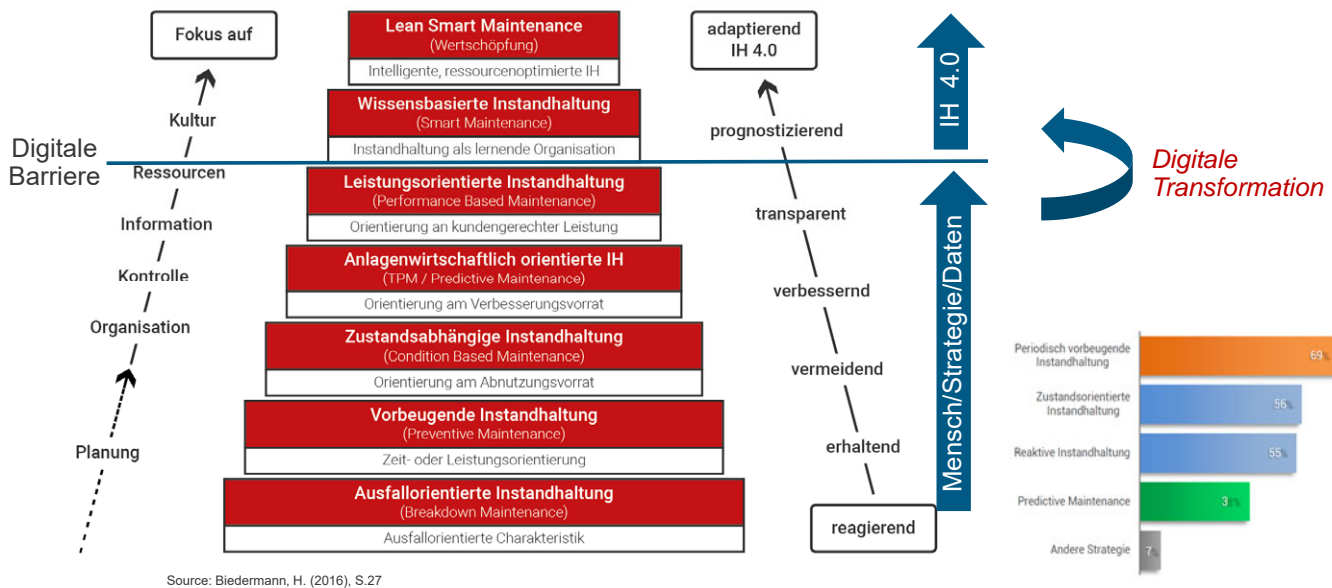 Fokus auf
Kultur
Ressourcen
Information
Kontrolle
Organisation
Planung
Digitale
Barriere
Lean Smart Maintenance
(Wertschöpfung)
Intelligente, ressourcenoptimierte IH
Wissensbasierte Instandhaltung
(Smart Maintenance)
Instandhaltung als lernende Organisation
Leistungsorientierte Instandhaltung
(Performance Based Maintenance)
Orientierung an kundengerechter Leistung
Anlagenwirtschaftlich orientierte IH
(TPM / Predictive Maintenance)
Orientierung am Verbesserungsvorrat
Zustandsabhängige Instandhaltung
(Condition Based Maintenance)
Orientierung am Abnutzungsvorrat
Vorbeugende Instandhaltung
(Preventive Maintenance)
Zeit- oder Leistungsorientierung
Ausfallorientierte Instandhaltung
(Breakdown Maintenance)
Ausfallorientierte Charakteristik
adaptierend
IH 4.0
prognostizierend
transparent
verbessernd
vermeidend
erhaltend
reagierend
IH 4.0
Mensch/Strategie/Daten
Digitale
Transformation
Periodisch vorbeugende
Instandhaltung
69%
Zustandsorientierte
Instandhaltung
56%
Reaktive Instandhaltung
55%
Predictive Maintenance
Andere Strategie
7%
Source: Biedermann, H. (2016), S.27